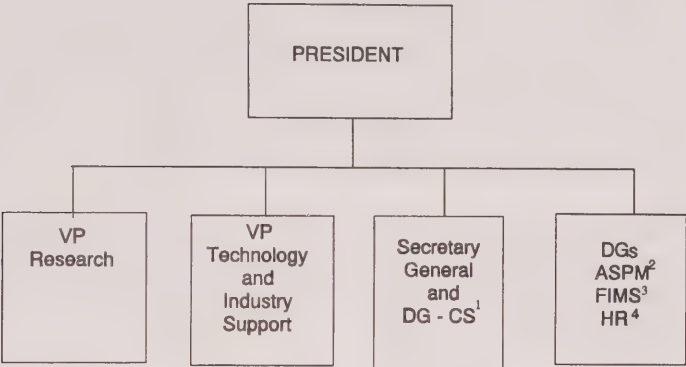 PRESIDENT
VP
Research
VP
Technology
and
Industry
Support
Secretary
General
and
DG - CS¹
DGs
ASPM²
FIMS³
HR⁴